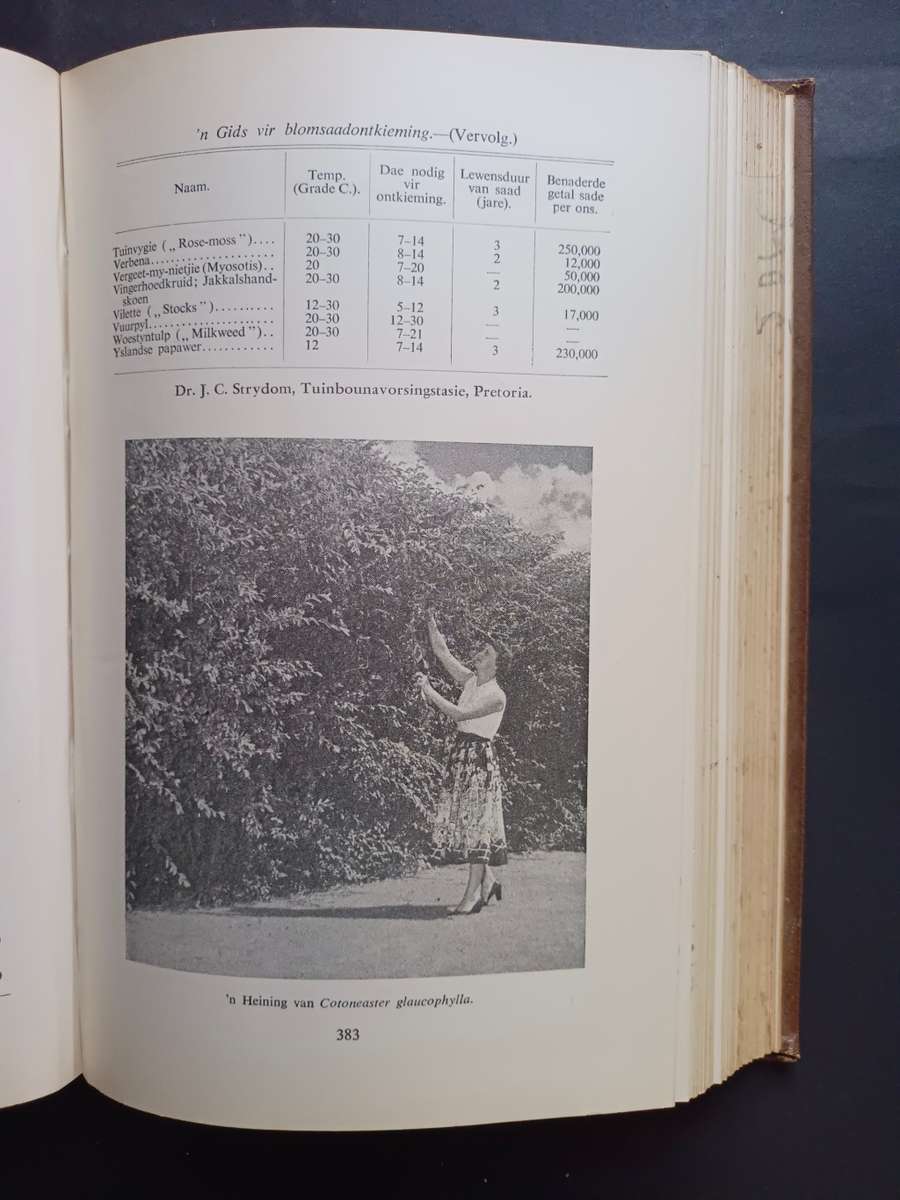 'n Gids vir blomsaadontkieming.—(Vervolg.)
Naam. Temp. (Grade C.). Dae nodig vir ontkieming. Lewensduur van saad (jare). Benaderde getal sade per ons.
Tuinvygie („Rose-moss”).... 20–30 7–14 3 250,000
Verbena..................... 20–30 8–14 2 12,000
Vergeet-my-nietjie (Myosotis).. 20 7–20 — 50,000
Vingerhoedkruid; Jakkalshand- 20–30 8–14 2 200,000
skoen
Vilette („Stocks”).......... 12–30 5–12 3 17,000
Vuurpyl..................... 20–30 12–30 — —
Woestyntulp („Milkweed”).. 20–30 7–21 — —
Yslandse papawer............ 12 7–14 3 230,000
Dr. J. C. Strydom, Tuinbounavorsingstasie, Pretoria.
'n Heining van Cotoneaster glaucophylla.
383